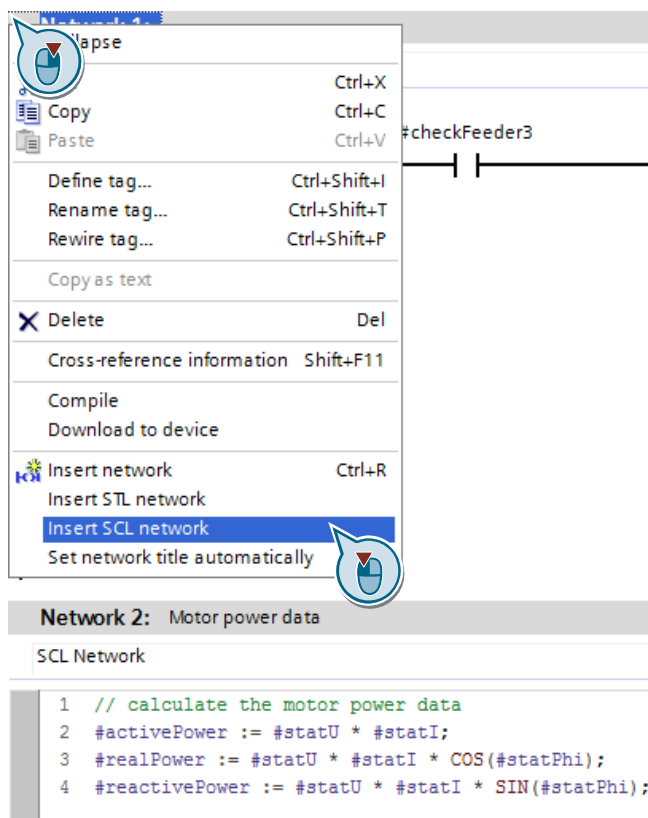 Network 1:
lapse
Ctrl+X
Copy Ctrl+C
Paste Ctrl+V
#checkFeeder3
Define tag... Ctrl+Shift+I
Rename tag... Ctrl+Shift+T
Rewire tag... Ctrl+Shift+P
Copy as text
Delete Del
Cross-reference information Shift+F11
Compile
Download to device
Insert network Ctrl+R
Insert STL network
Insert SCL network
Set network title automatically
Network 2: Motor power data
SCL Network
1 // calculate the motor power data
2 #activePower := #statU * #statI;
3 #realPower := #statU * #statI * COS(#statPhi);
4 #reactivePower := #statU * #statI * SIN(#statPhi);